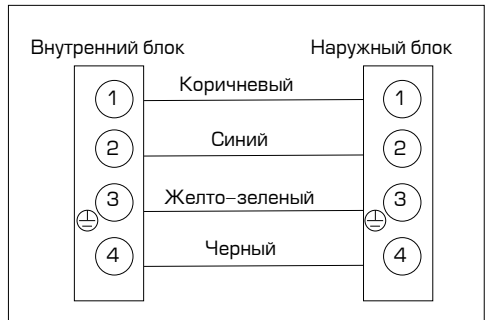 Внутренний блок Наружный блок
1 Коричневый 1
2 Синий 2
3 Желто-зеленый 3
4 Черный 4